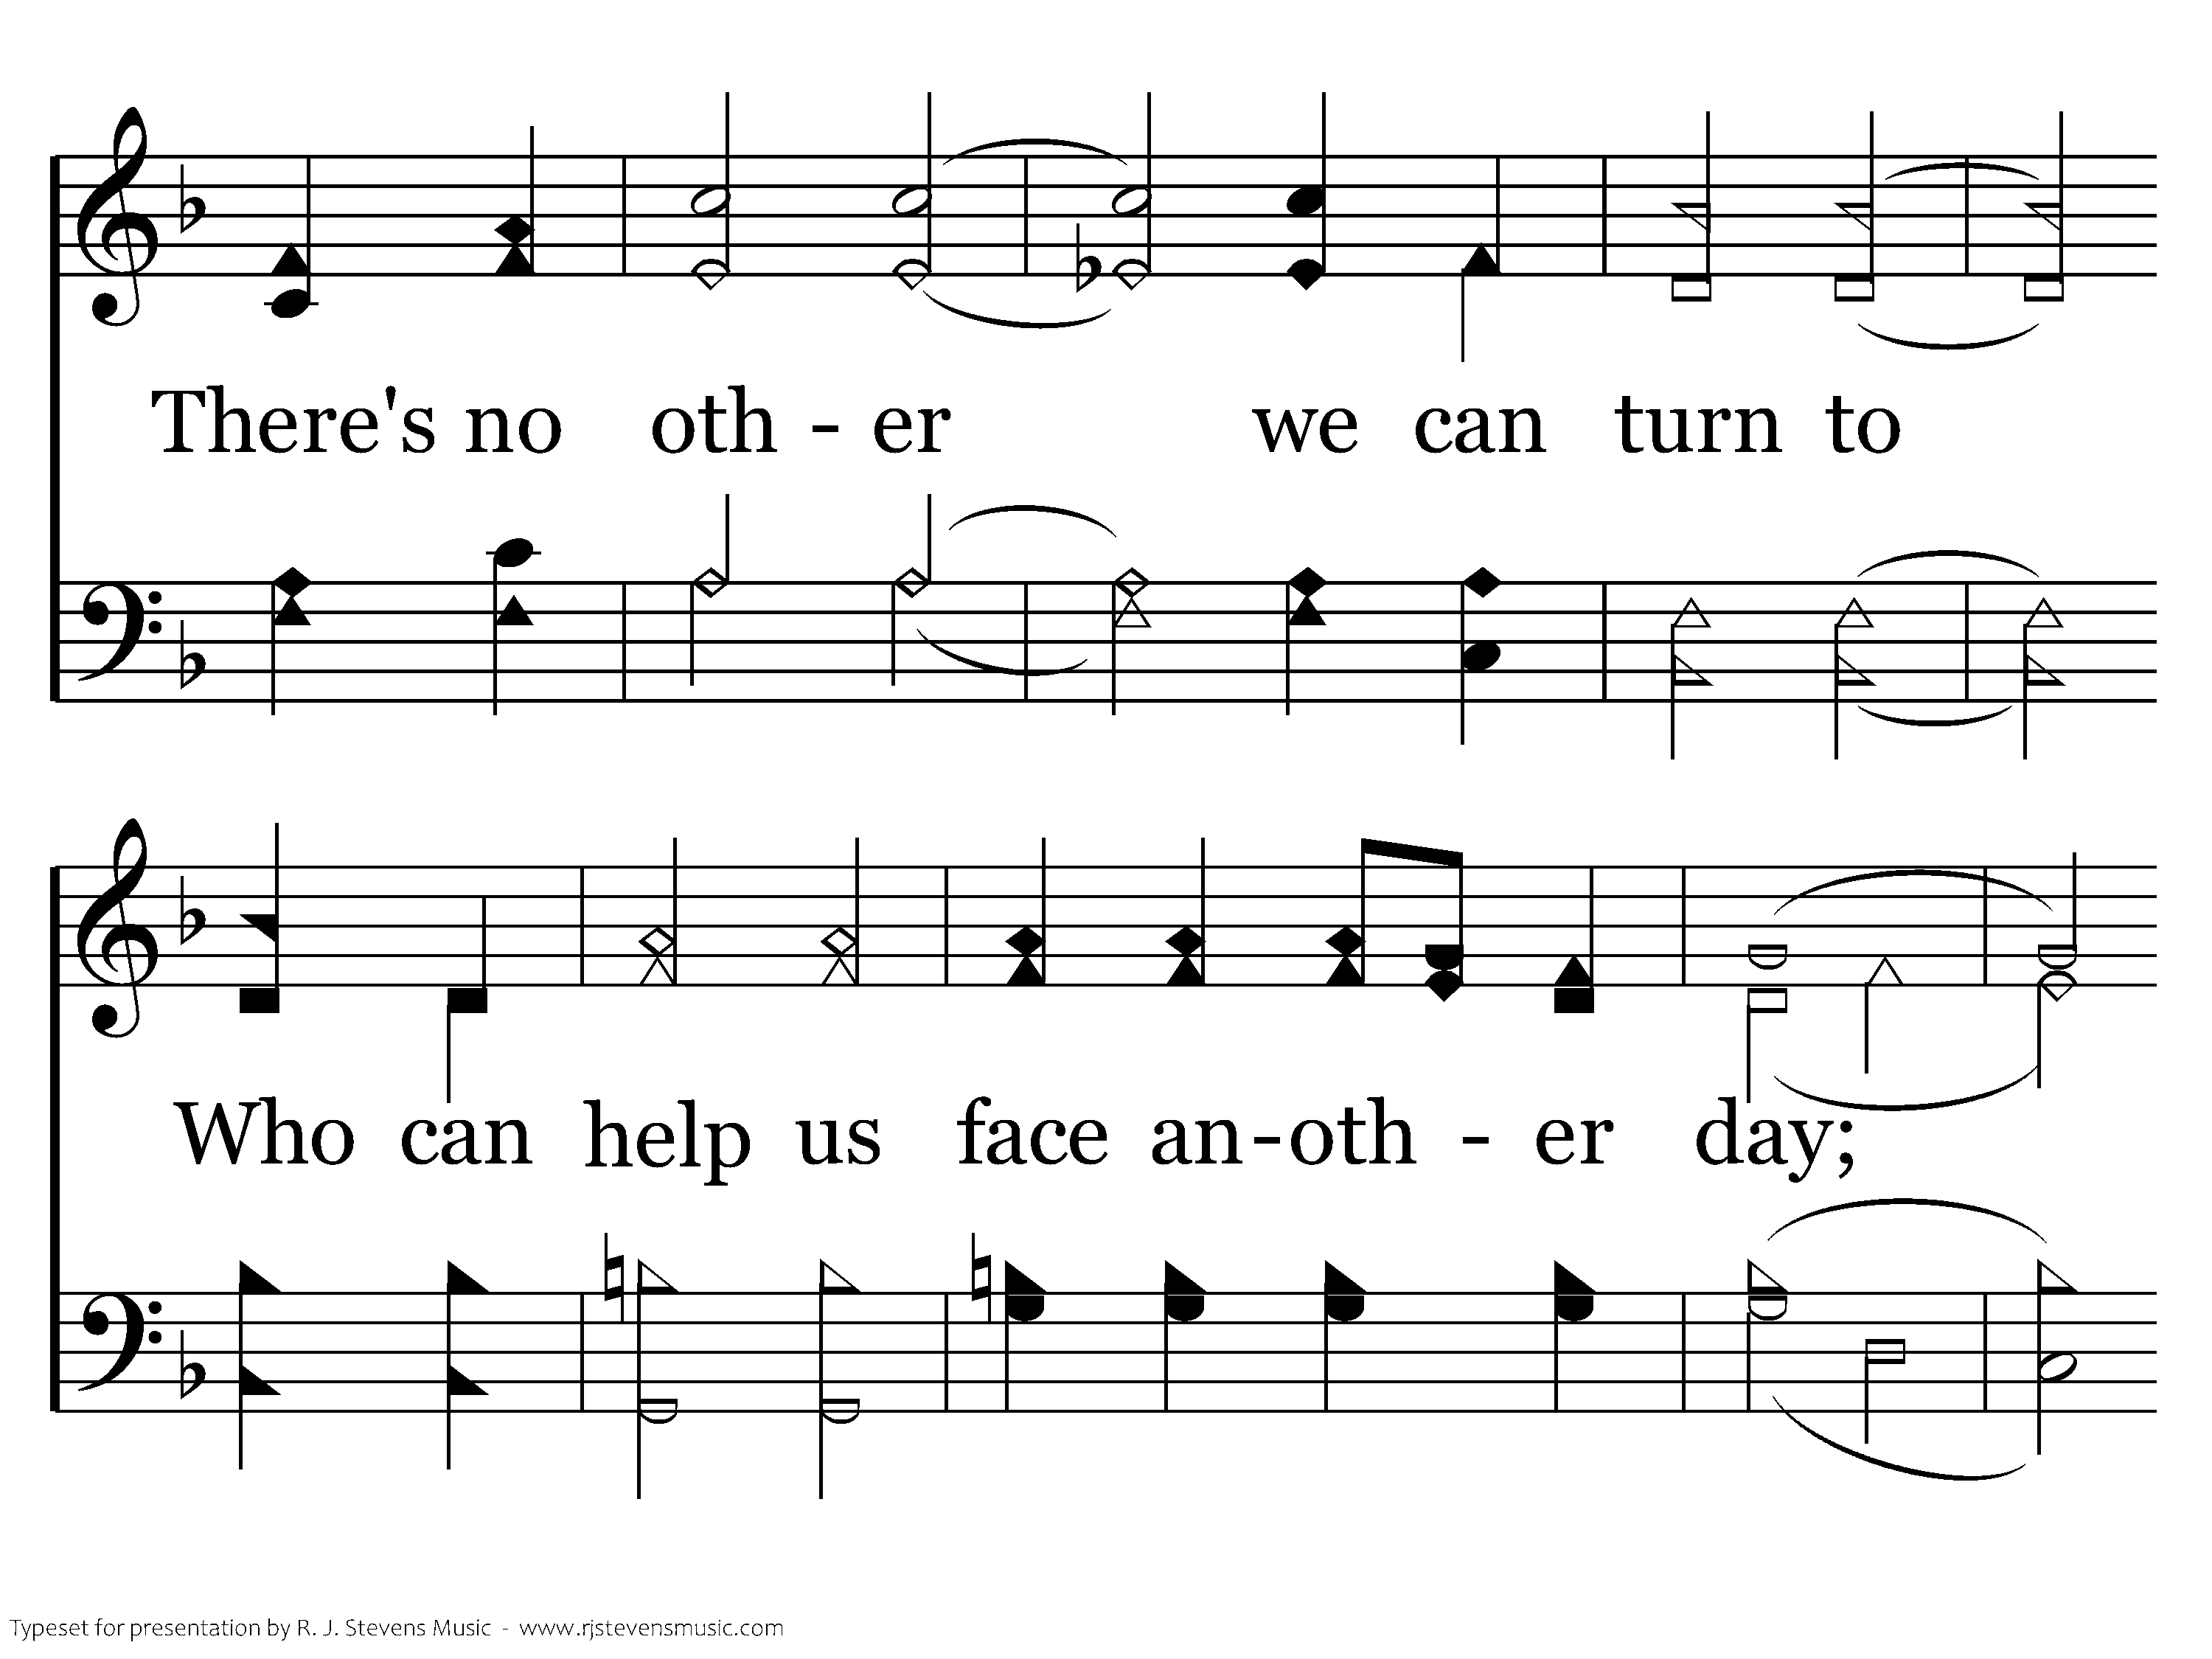 There's no oth - er we can turn to
Who can help us face an-oth - er day;
Typeset for presentation by R. J. Stevens Music - www.rjstevensmusic.com